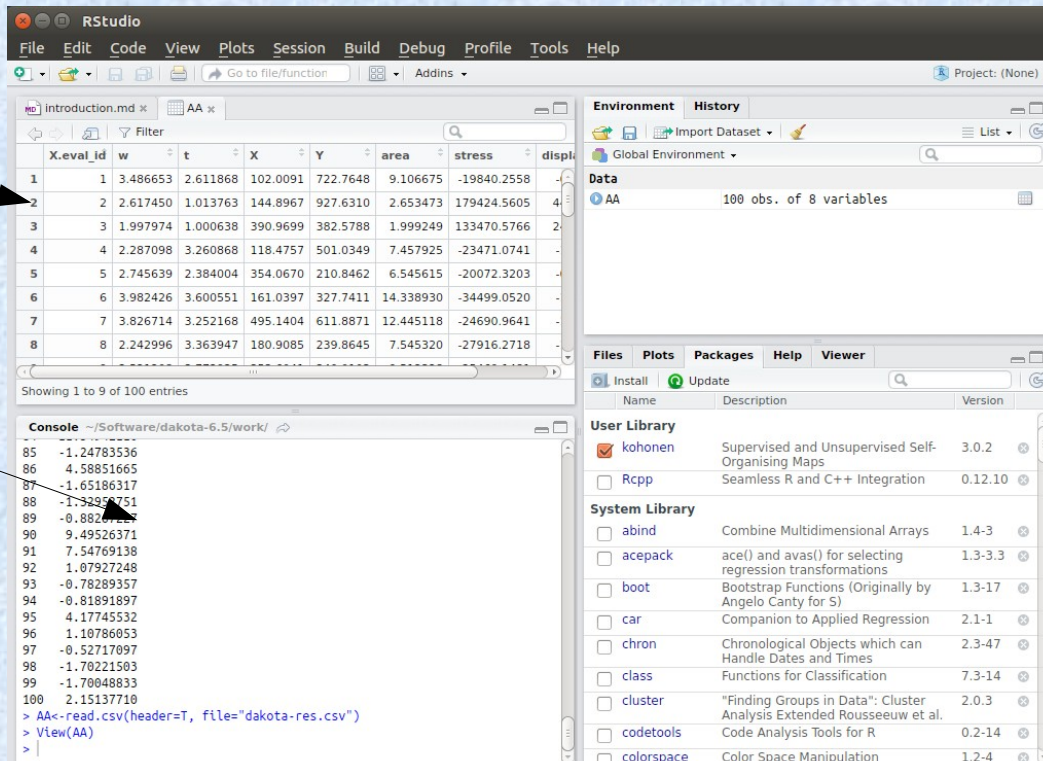 RStudio
File Edit Code View Plots Session Build Debug Profile Tools Help
Go to file/function Addins Project: (None)
introduction.md AA
Filter
X.eval_id w t X Y area stress displa
1 1 3.486653 2.611868 102.0091 722.7648 9.106675 -19840.2558
2 2 2.617450 1.013763 144.8967 927.6310 2.653473 179424.5605 4
3 3 1.997974 1.000638 390.9699 382.5788 1.999249 133470.5766 2
4 4 2.287098 3.260868 118.4757 501.0349 7.457925 -23471.0741 -
5 5 2.745639 2.384004 354.0670 210.8462 6.545615 -20072.3203
6 6 3.982426 3.600551 161.0397 327.7411 14.338930 -34499.0520 -
7 7 3.826714 3.252168 495.1404 611.8871 12.445118 -24690.9641 -
8 8 2.242996 3.363947 180.9085 239.8645 7.545320 -27916.2718 -
Showing 1 to 9 of 100 entries
Console ~/Software/dakota-6.5/work/
85 -1.24783536
86 4.58851665
87 -1.65186317
88
89
90 9.49526371
91 7.54769138
92 1.07927248
93 -0.78289357
94 -0.81891897
95 4.17745532
96 1.10786053
97 -0.52717097
98 -1.70221503
99 -1.70048833
100 2.15137710
> AA<-read.csv(header=T, file="dakota-res.csv")
> View(AA)
>
Environment History
Import Dataset List
Global Environment
Data
AA 100 obs. of 8 variables
Files Plots Packages Help Viewer
Install Update
Name Description Version
User Library
kohonen Supervised and Unsupervised Self-Organising Maps 3.0.2
Rcpp Seamless R and C++ Integration 0.12.10
System Library
abind Combine Multidimensional Arrays 1.4-3
acepack ace() and avas() for selecting regression transformations 1.3-3.3
boot Bootstrap Functions (Originally by Angelo Canty for S) 1.3-17
car Companion to Applied Regression 2.1-1
chron Chronological Objects which can Handle Dates and Times 2.3-47
class Functions for Classification 7.3-14
cluster "Finding Groups in Data": Cluster Analysis Extended Rousseeuw et al. 2.0.3
codetools Code Analysis Tools for R 0.2-14
colorspace Color Space Manipulation 1.2-4